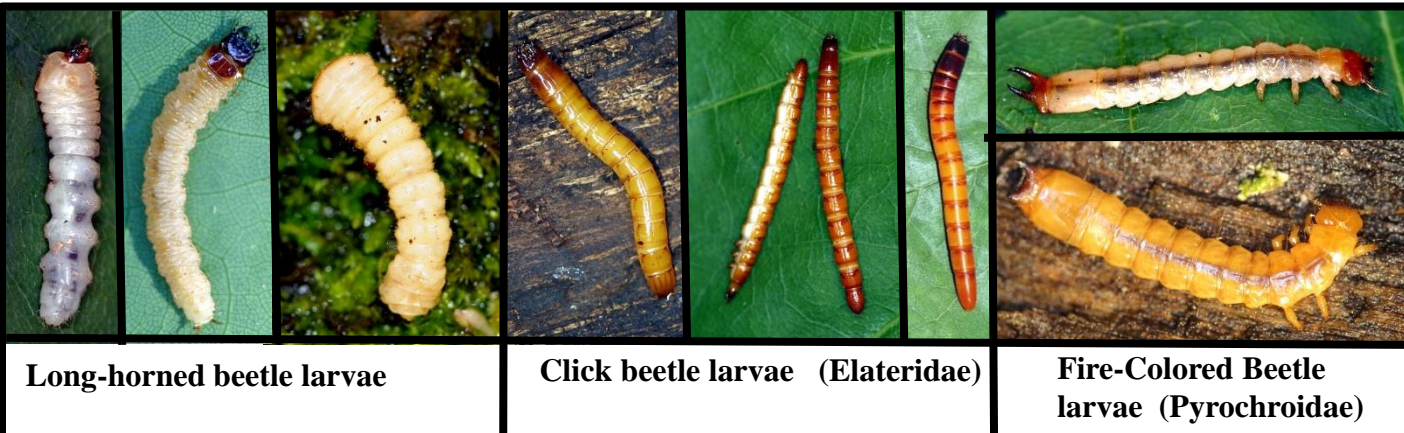 Long-horned beetle larvae
Click beetle larvae (Elateridae)
Fire-Colored Beetle
larvae (Pyrochroidae)